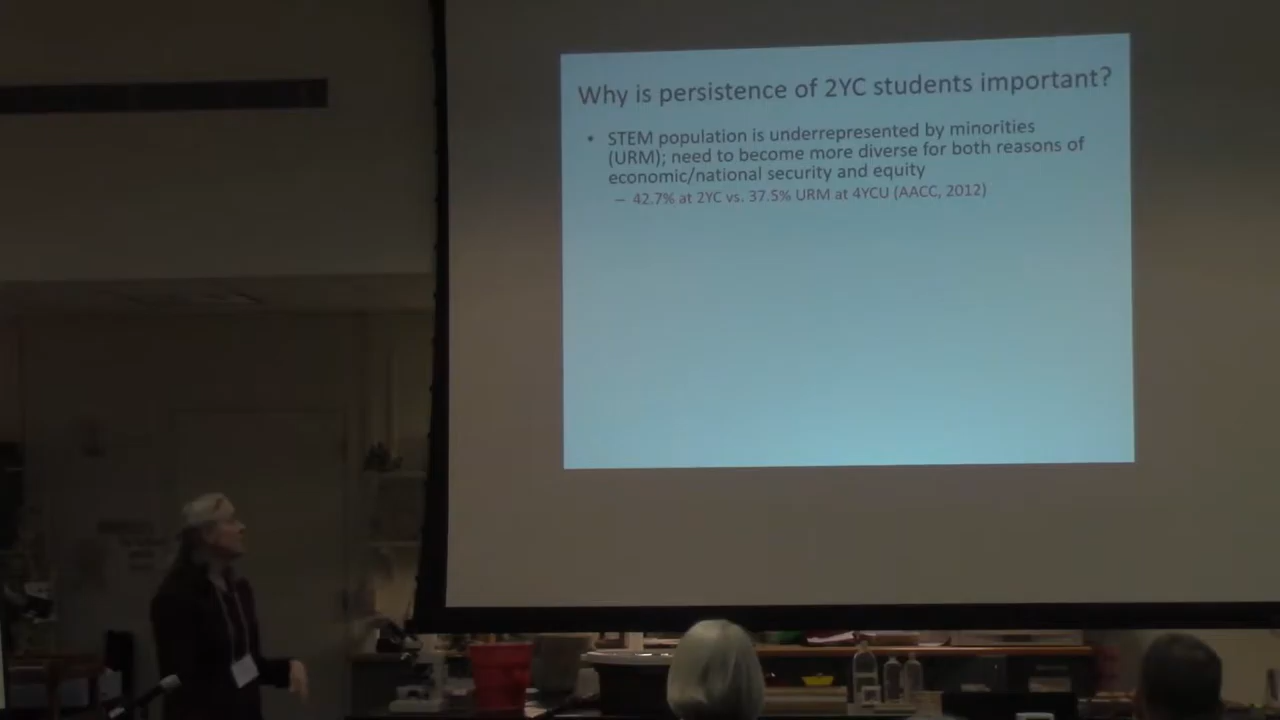 Why is persistence of 2YC students important?
• STEM population is underrepresented by minorities
(URM); need to become more diverse for both reasons of
economic/national security and equity
– 42.7% at 2YC vs. 37.5% URM at 4YCU (AACC, 2012)